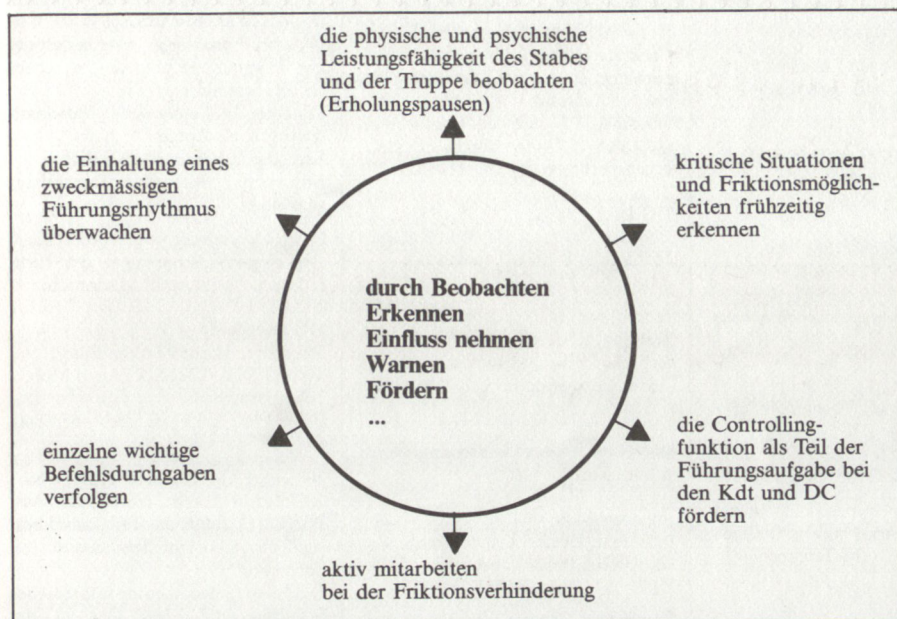 die physische und psychische
Leistungsfähigkeit des Stabes
und der Truppe beobachten
(Erholungspausen)
kritische Situationen
und Friktionsmöglich-
keiten frühzeitig
erkennen
die Controlling-
funktion als Teil der
Führungsaufgabe bei
den Kdt und DC
fördern
aktiv mitarbeiten
bei der Friktionsverhinderung
einzelne wichtige
Befehlsdurchgaben
verfolgen
die Einhaltung eines
zweckmässigen
Führungsrhythmus
überwachen
durch Beobachten
Erkennen
Einfluss nehmen
Warnen
Fördern
...